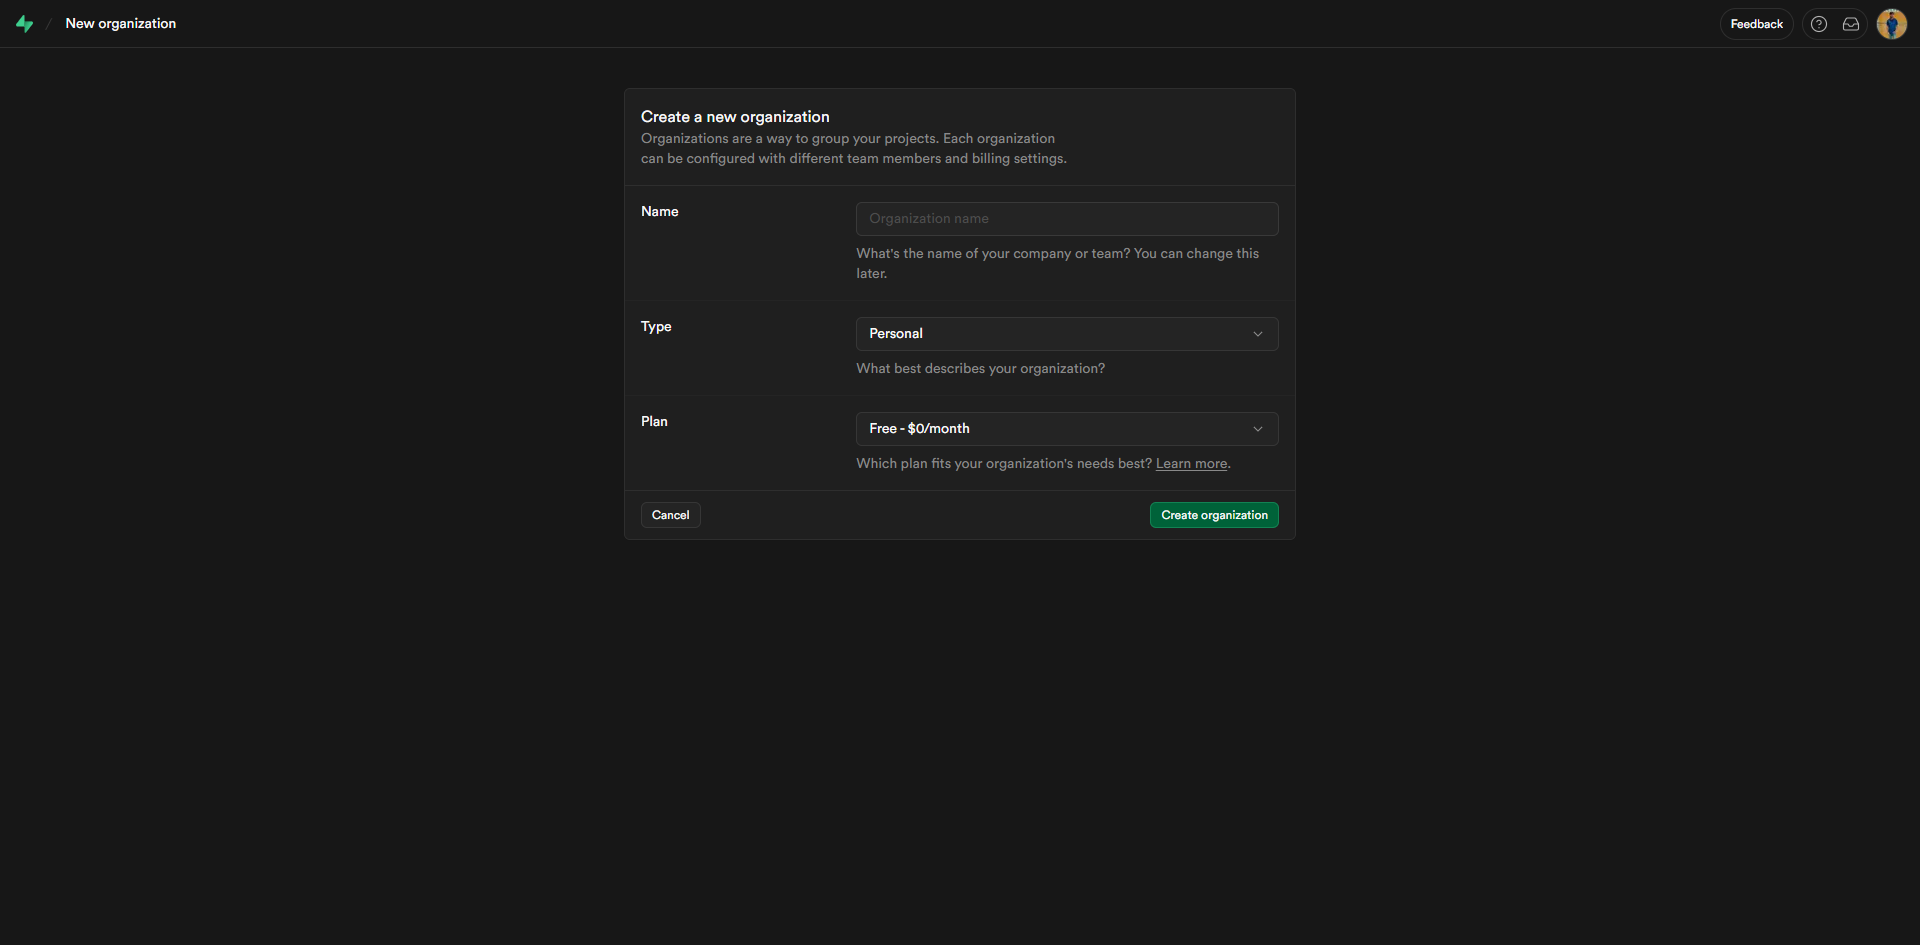 New organization
Feedback
Create a new organization
Organizations are a way to group your projects. Each organization
can be configured with different team members and billing settings.
Name
Organization name
What's the name of your company or team? You can change this
later.
Type
Personal
What best describes your organization?
Plan
Free - $0/month
Which plan fits your organization's needs best? Learn more.
Cancel
Create organization